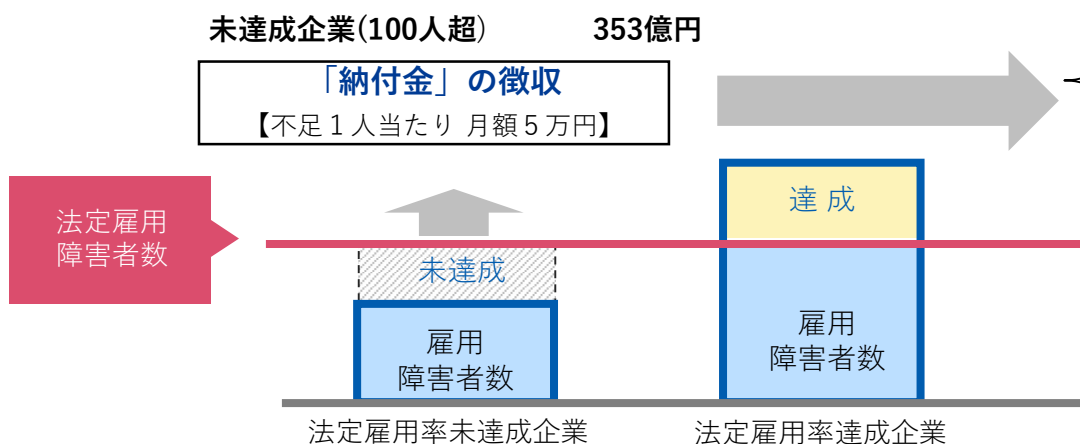 未達成企業(100人超) 353億円
「納付金」の徴収
【不足１人当たり 月額５万円】
法定雇用
障害者数
達 成
未達成
雇用
障害者数
雇用
障害者数
法定雇用率未達成企業 法定雇用率達成企業